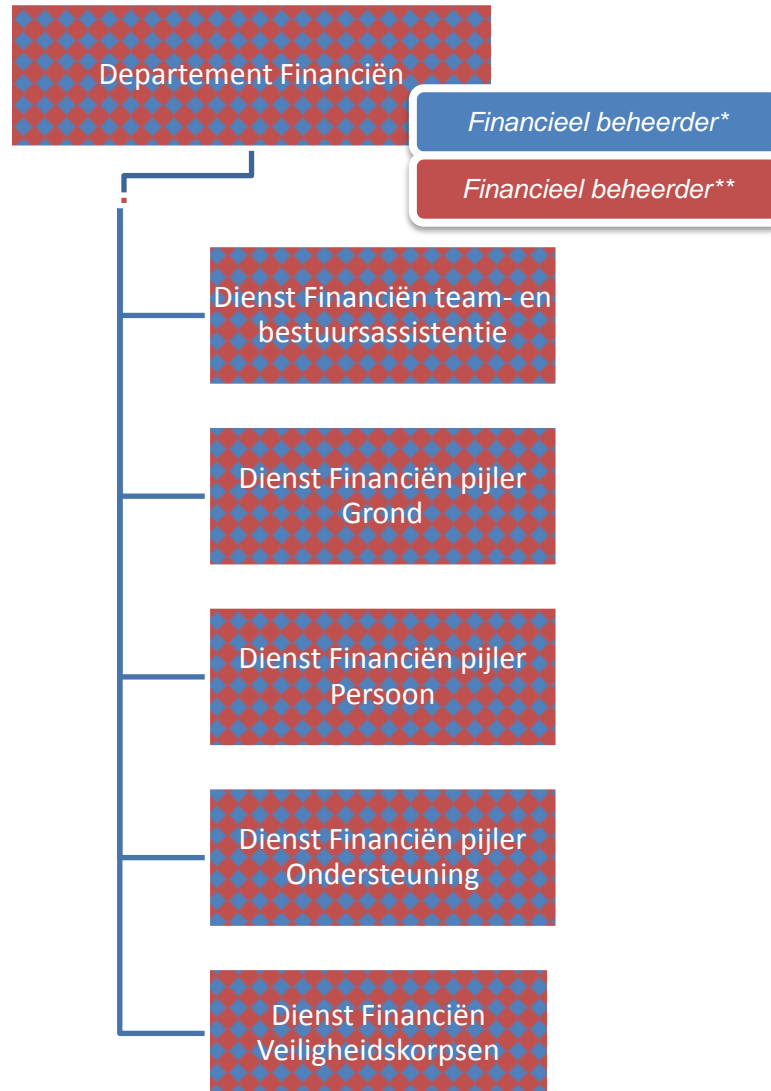 Departement Financiën
Financieel beheerder*
Financieel beheerder**
Dienst Financiën team- en
bestuursassistentie
Dienst Financiën pijler
Grond
Dienst Financiën pijler
Persoon
Dienst Financiën pijler
Ondersteuning
Dienst Financiën
Veiligheidskorpsen